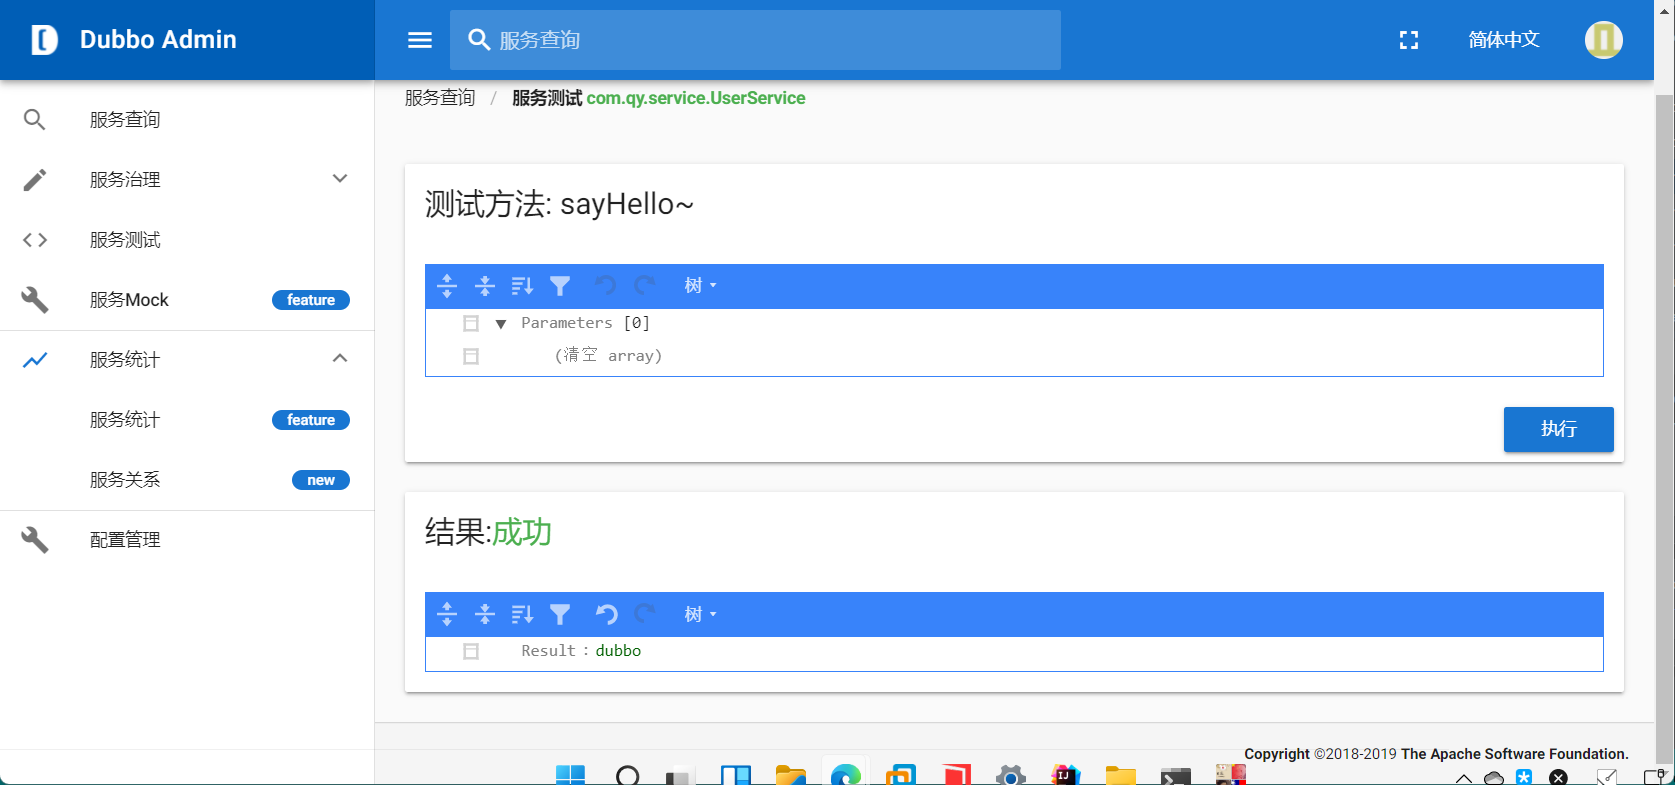 Dubbo Admin
服务查询
简体中文
服务查询
服务治理
服务测试
服务Mock feature
服务统计
服务统计 feature
服务关系 new
配置管理
服务查询 / 服务测试 com.qy.service.UserService
测试方法: sayHello~
树
Parameters [0]
(清空 array)
执行
结果:成功
树
Result : dubbo
Copyright ©2018-2019 The Apache Software Foundation.